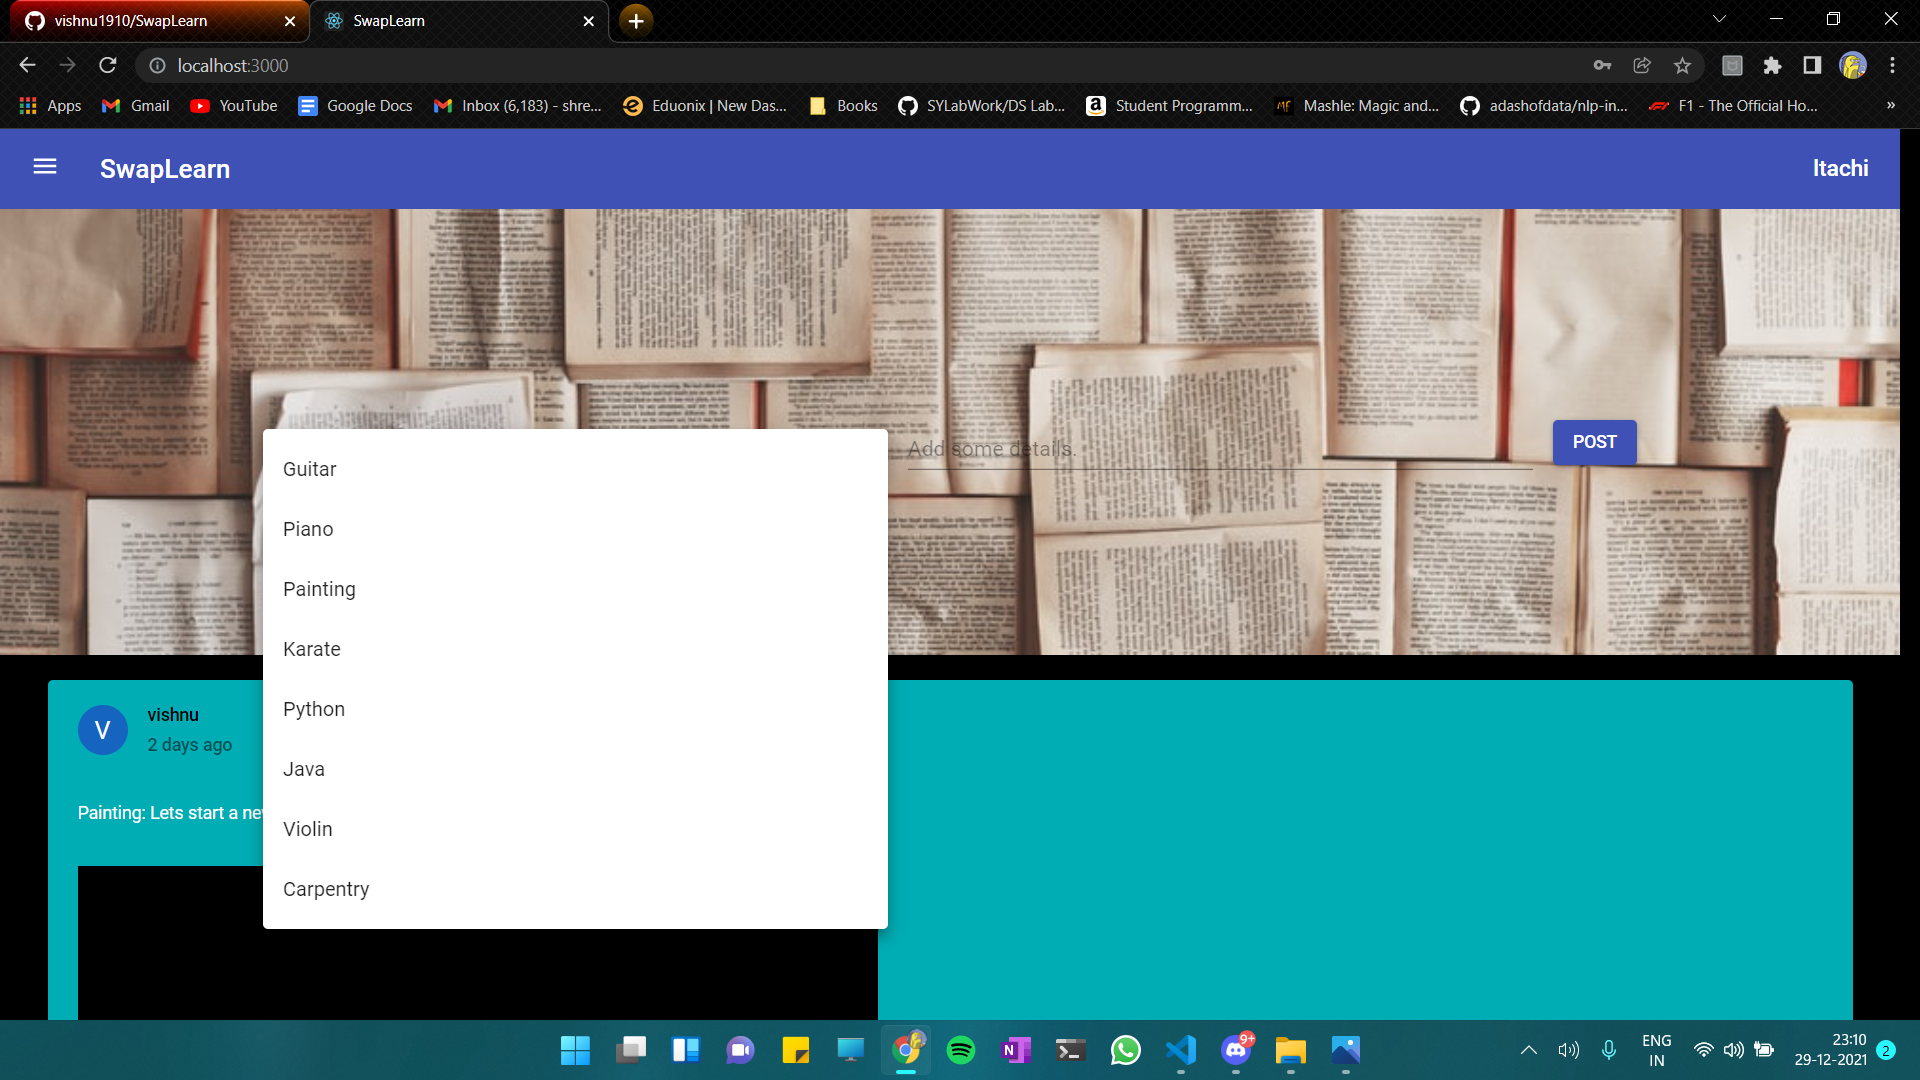 vishnu1910/SwapLearn
SwapLearn
localhost:3000
Apps
Gmail
YouTube
Google Docs
Inbox (6,183) - shre...
Eduonix | New Das...
Books
SYLabWork/DS Lab...
Student Programm...
Mashle: Magic and...
adashofdata/nlp-in...
F1 - The Official Ho...
»
SwapLearn
Itachi
Add some details.
POST
Guitar
Piano
Painting
Karate
Python
Java
Violin
Carpentry
V
vishnu
2 days ago
Painting: Lets start a ne
9+
ENG
IN
23:10
29-12-2021
2